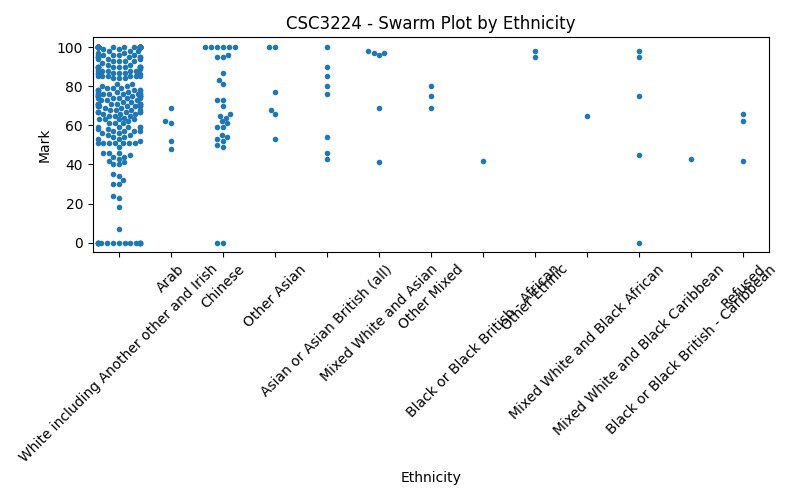 CSC3224 - Swarm Plot by Ethnicity
Mark
100
80
60
40
20
0
White including Another other and Irish
Arab
Chinese
Other Asian
Asian or Asian British (all)
Mixed White and Asian
Other Mixed
Black or Black British - African
Other Ethnic
Mixed White and Black African
Mixed White and Black Caribbean
Black or Black British - Caribbean
Refused
Ethnicity